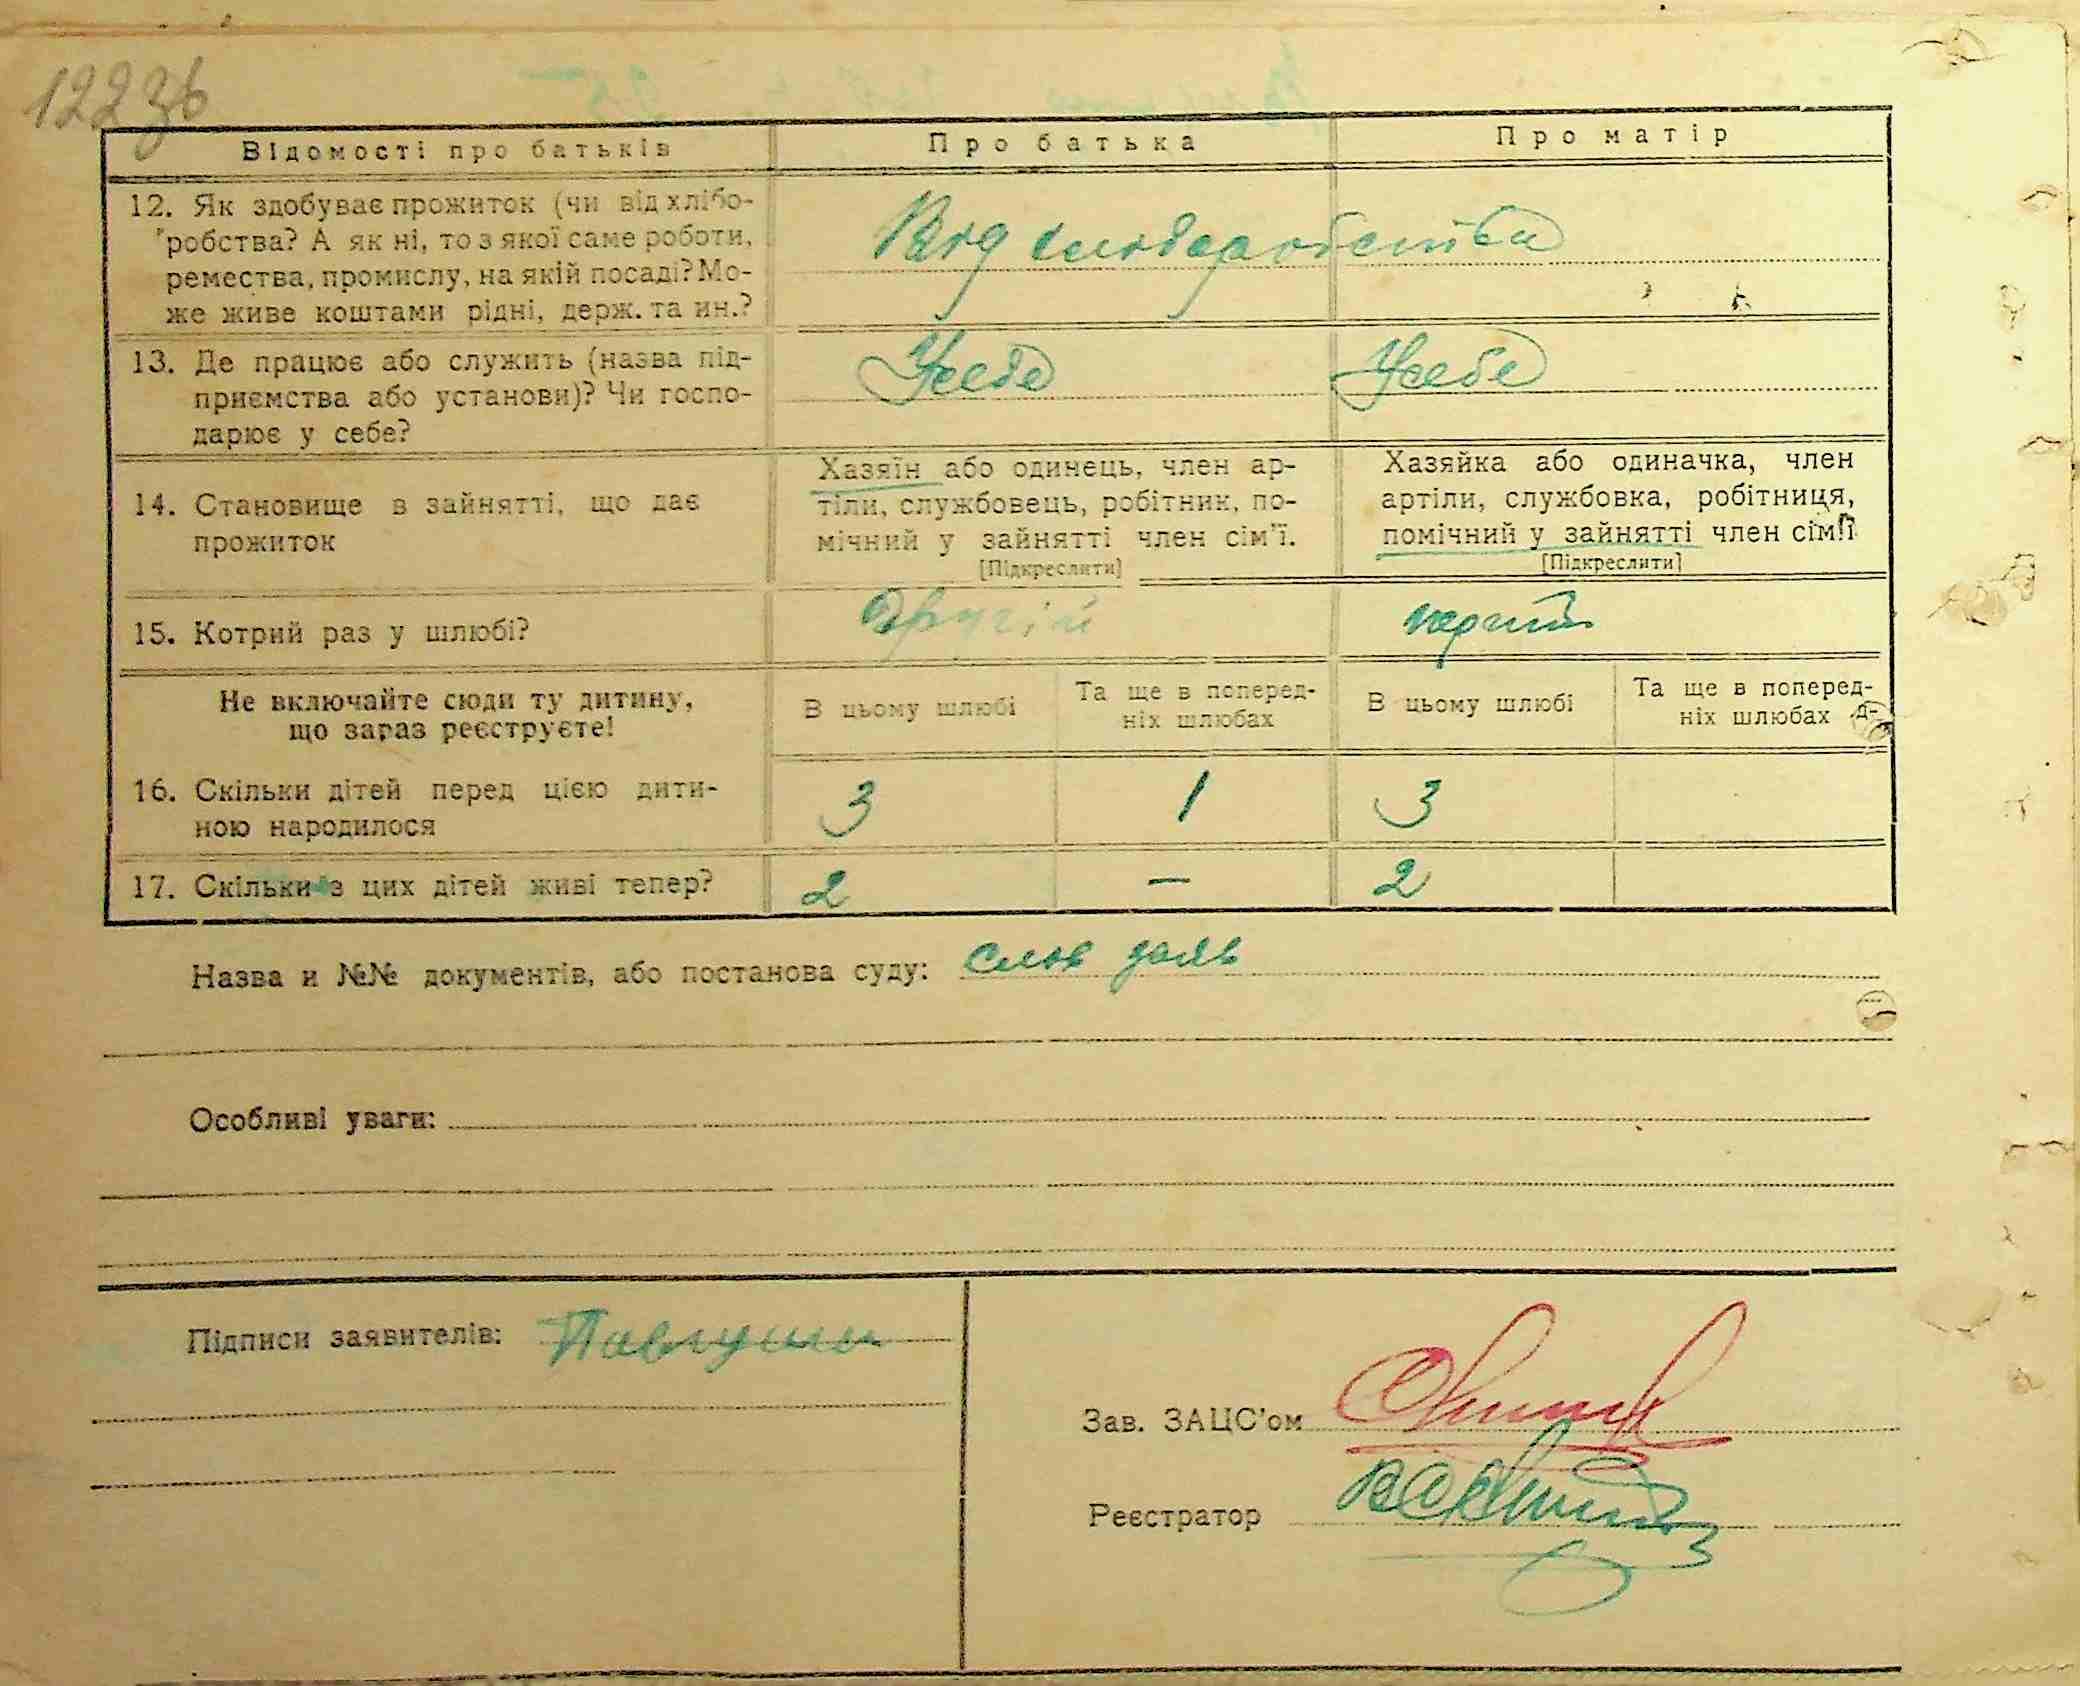 122 зв
Відомості про батьків
Про батька
Про матір
12. Як здобуває прожиток (чи від хлібо-
робства? А як ні, то з якої саме роботи,
ремества, промислу, на якій посаді? Мо-
же живе коштами рідні, держ. та ин.?
Від хлібаробства
13. Де працює або служить (назва під-
приємства або установи)? Чи госпо-
дарює у себе?
Усебе
Усебе
14. Становище в зайнятті, що дає
прожиток
Хазяїн або одинець, член ар-
тіли, службовець, робітник, по-
мічний у зайнятті член сім'ї.
[Підкреслити]
Хазяйка або одиначка, член
артіли, службовка, робітниця,
помічний у зайнятті член сім'ї
[Підкреслити]
15. Котрий раз у шлюбі?
Другій
перший
Не включайте сюди ту дитину,
що зараз реєструєте!
В цьому шлюбі
Та ще в поперед-
ніх шлюбах
В цьому шлюбі
Та ще в поперед-
ніх шлюбах
16. Скільки дітей перед цією дити-
ною народилося
3
1
3
17. Скільки з цих дітей живі тепер?
2
—
2
Назва и №№ документів, або постанова суду:
Особливі уваги:
Підписи заявителів:
Зав. ЗАЦС'ом
Реєстратор